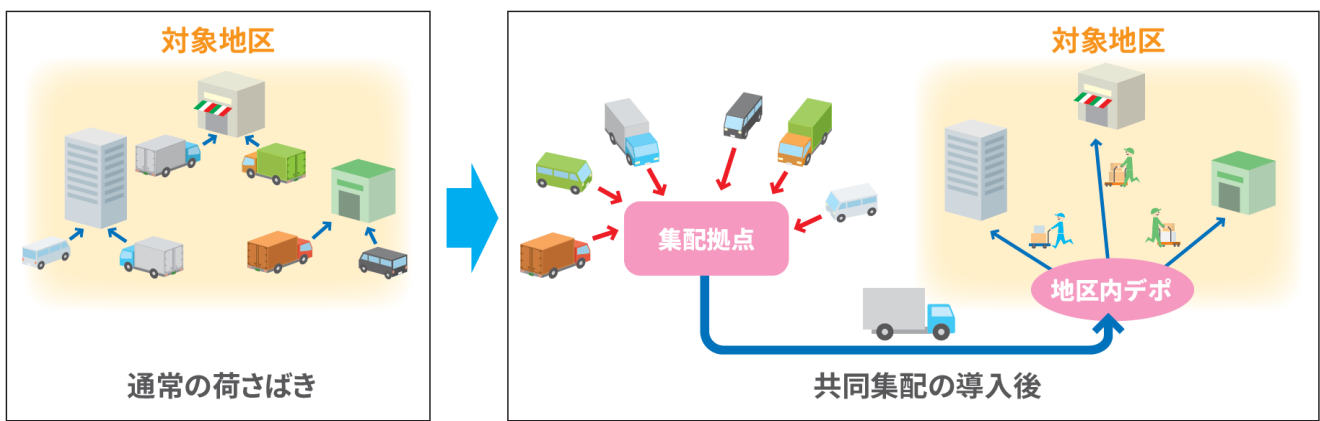 対象地区
通常の荷さばき
対象地区
集配拠点
地区内デポ
共同集配の導入後